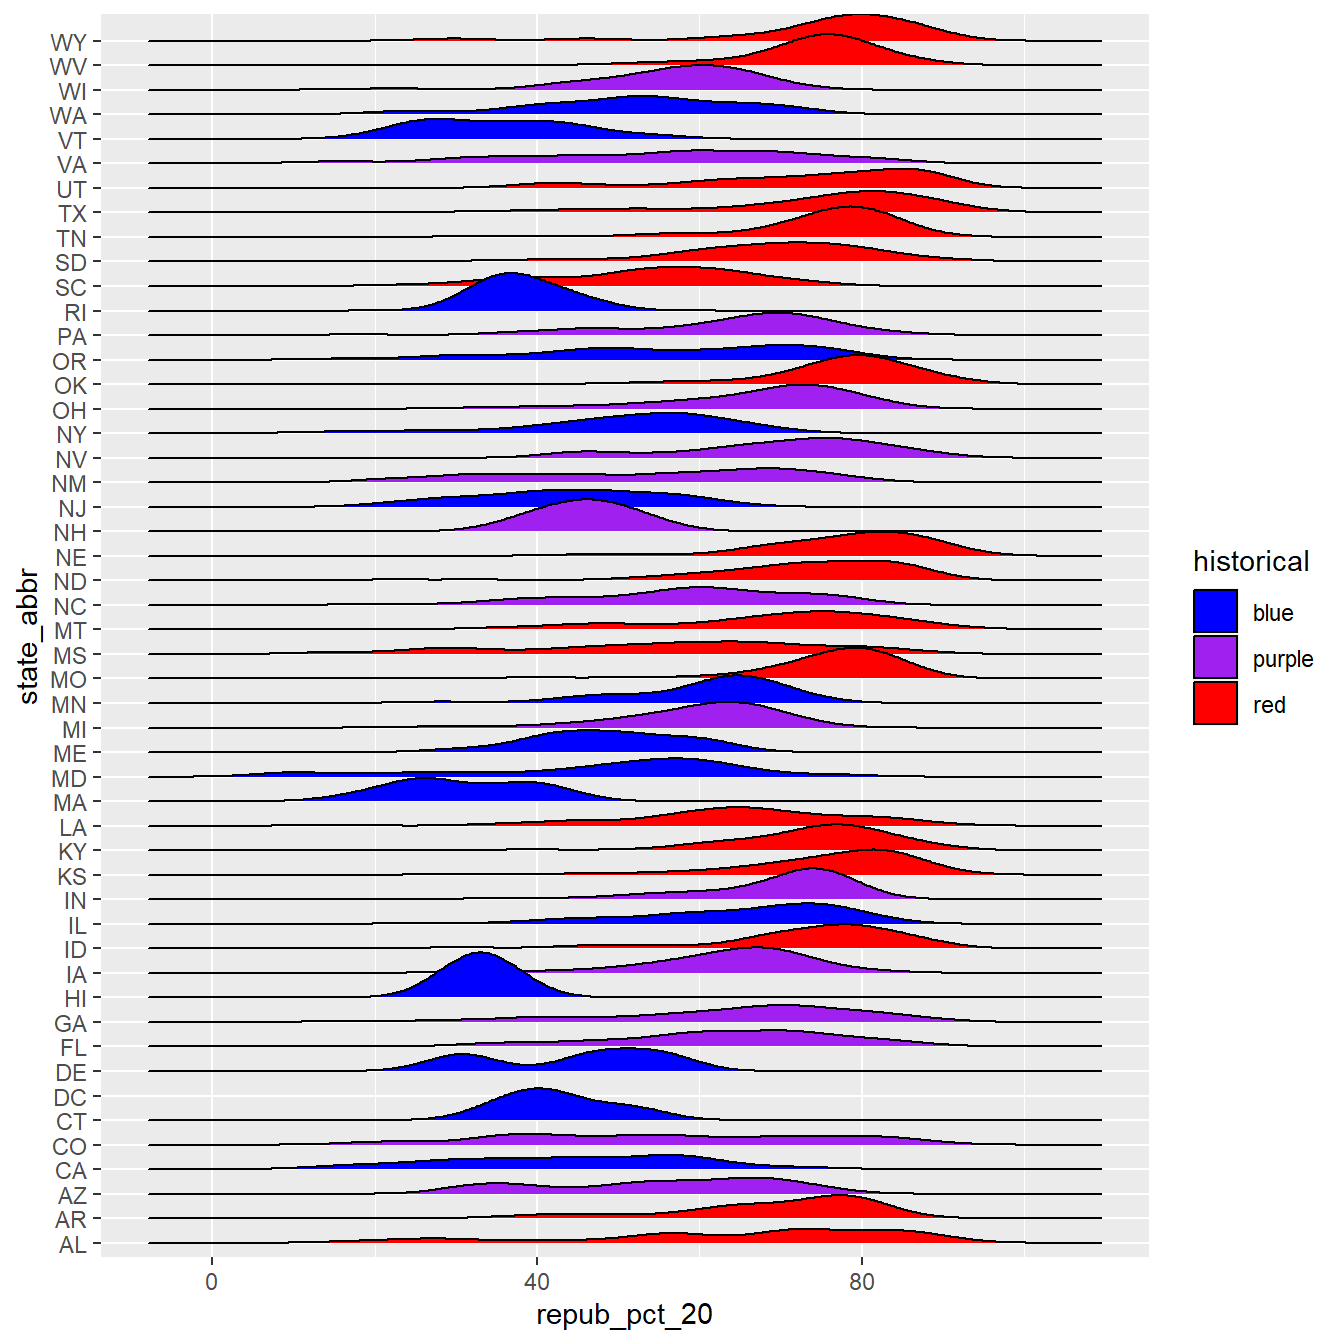 WY
WV
WI
WA
VT
VA
UT
TX
TN
SD
SC
RI
PA
OR
OK
OH
NY
NV
NM
NJ
NH
NE
ND
NC
MT
MS
MO
MN
MI
ME
MD
MA
LA
KY
KS
IN
IL
ID
IA
HI
GA
FL
DE
DC
CT
CO
CA
AZ
AR
AL
state_abbr
0 40 80
repub_pct_20
historical
blue
purple
red